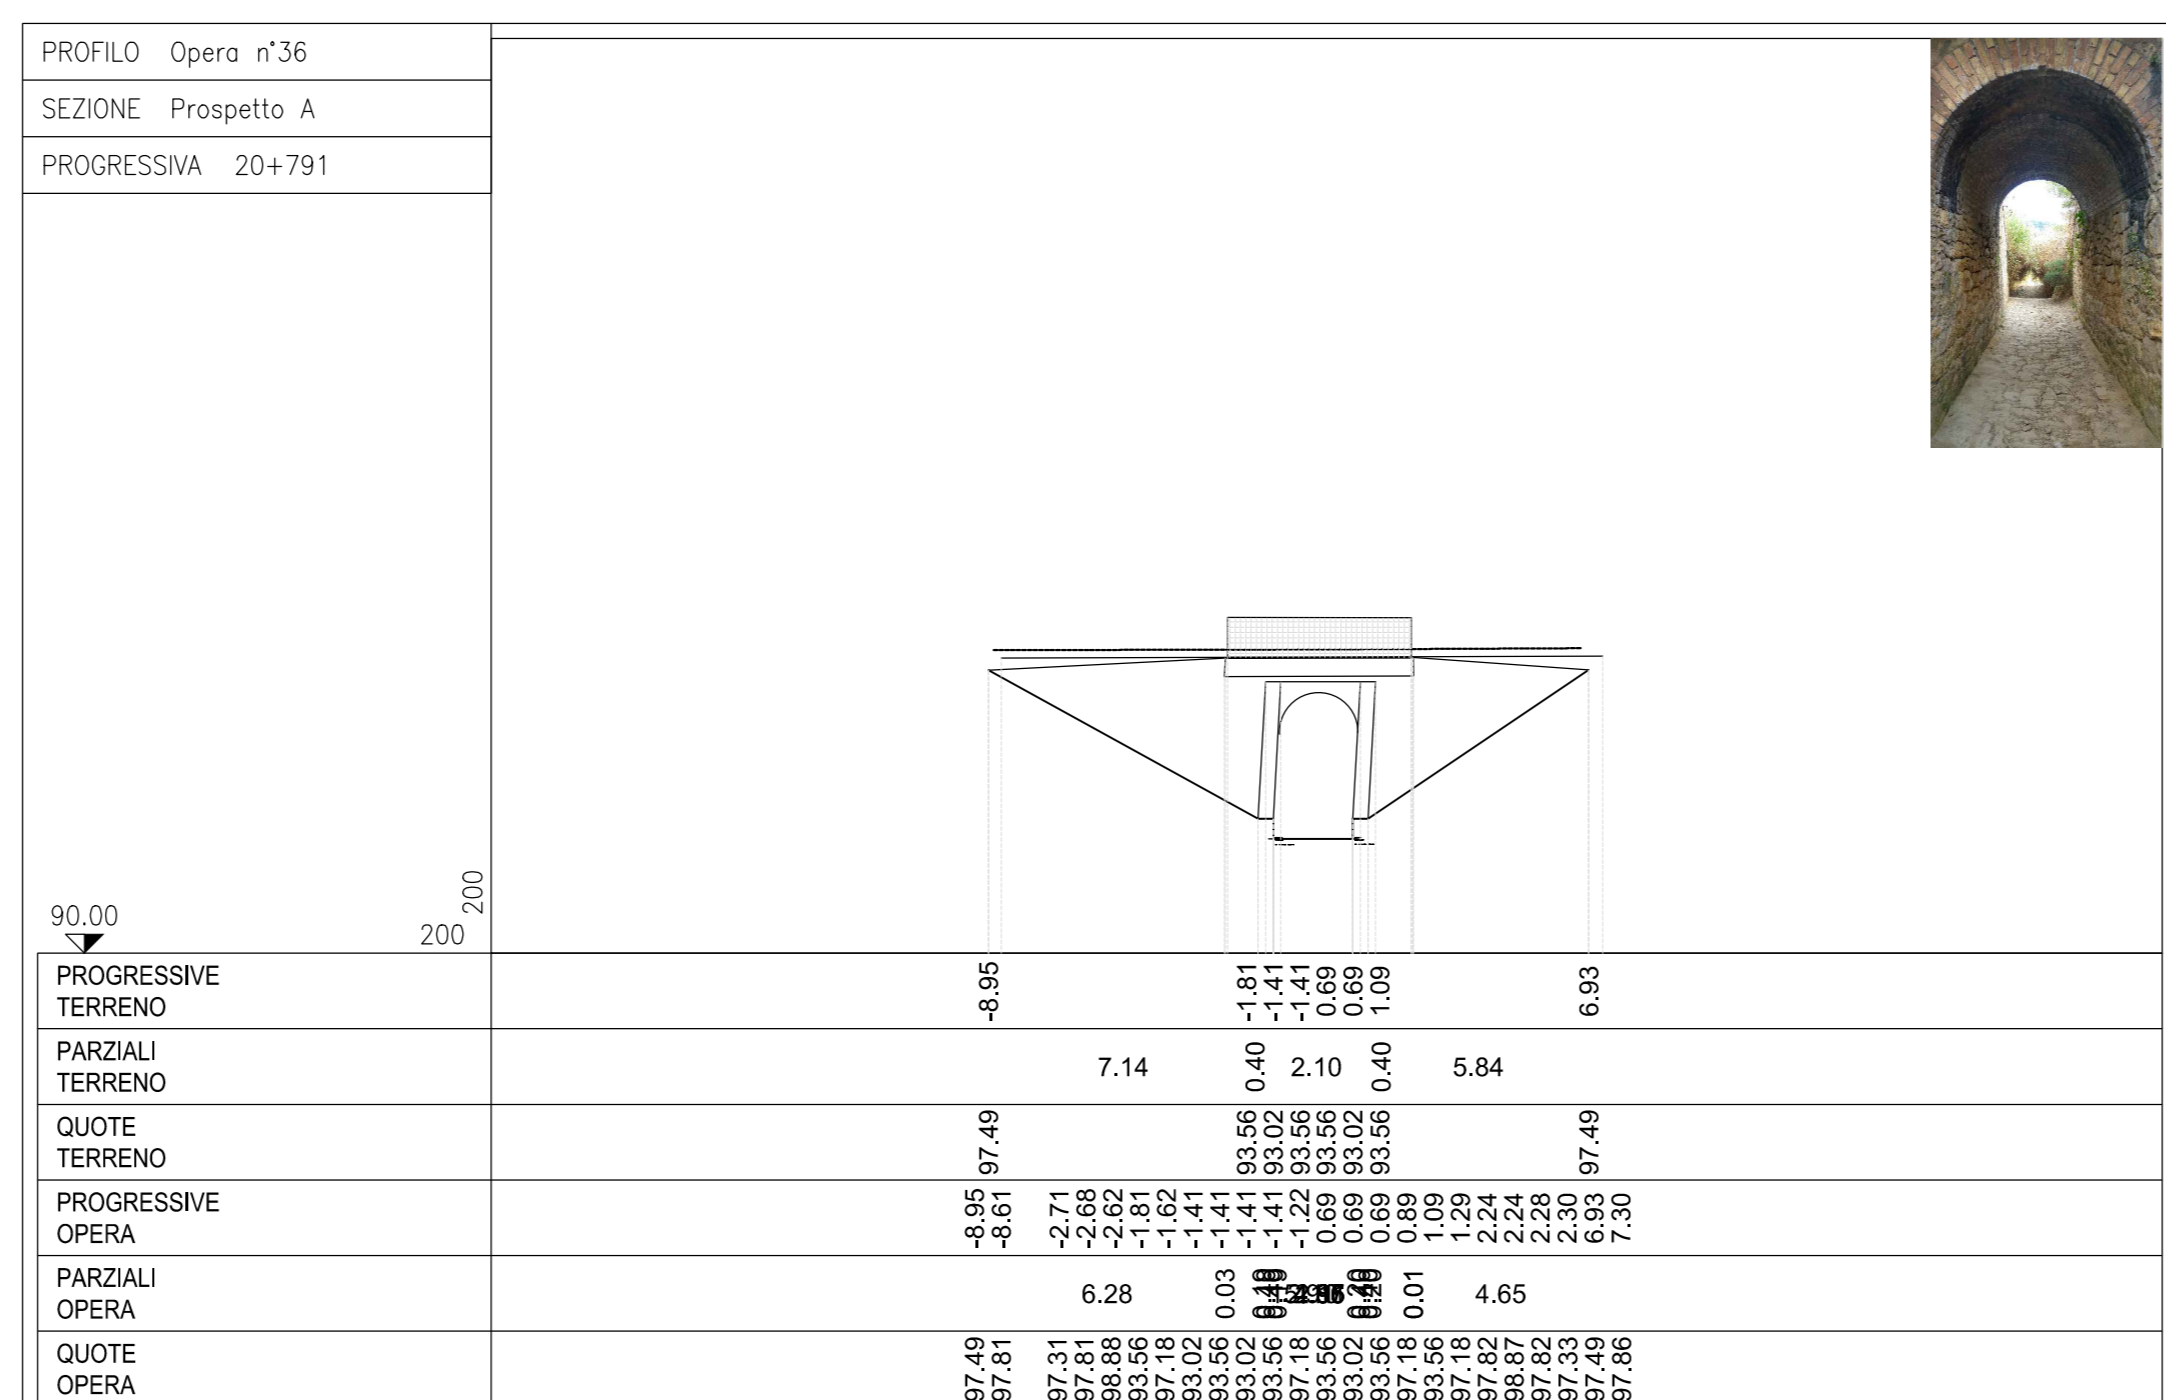 PROFILO Opera n°36
SEZIONE Prospetto A
PROGRESSIVA 20+791
200
90.00
200
PROGRESSIVE
TERRENO
-8.95 -1.81 -1.41 -1.41 0.69 0.69 1.09 6.93
PARZIALI
TERRENO
7.14 0.40 2.10 0.40 5.84
QUOTE
TERRENO
97.49 93.56 93.02 93.56 93.56 93.02 93.56 97.49
PROGRESSIVE
OPERA
-8.95 -8.61 -2.71 -2.68 -2.62 -1.81 -1.62 -1.41 -1.41 -1.41 -1.41 -1.22 0.69 0.69 0.69 0.89 1.09 1.29 2.24 2.24 2.28 2.30 6.93 7.30
PARZIALI
OPERA
6.28 0.03 0.01 4.65
QUOTE
OPERA
97.49 97.81 97.31 97.81 98.88 93.56 97.18 93.02 93.56 93.02 93.56 97.18 93.56 93.02 93.56 97.18 93.56 97.18 97.82 98.87 97.82 97.33 97.49 97.86